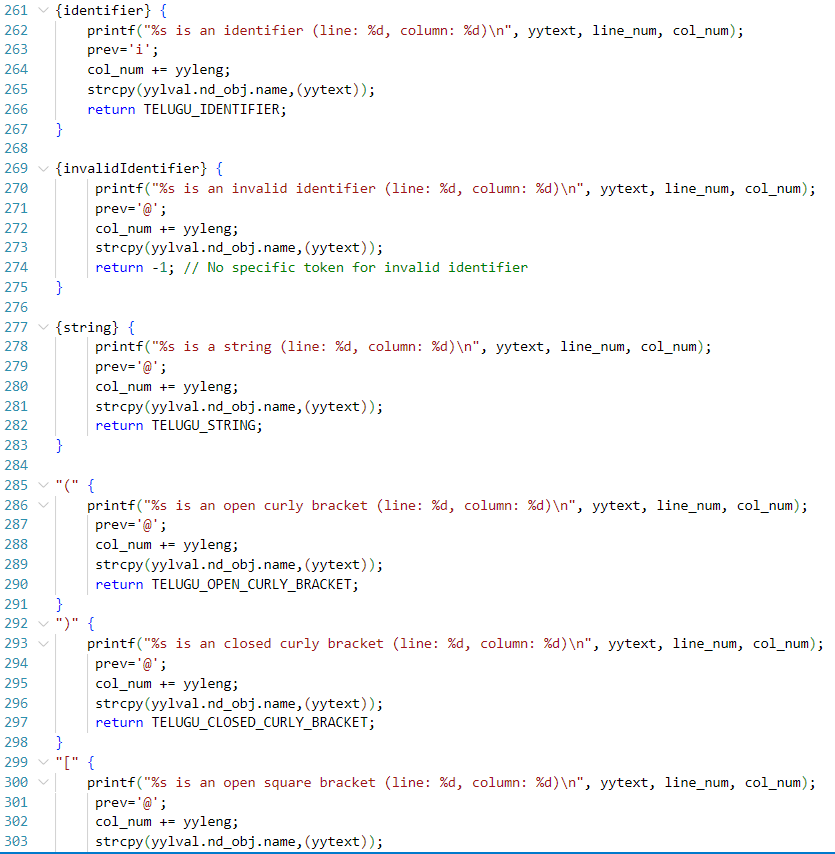 261 {identifier} {
262 printf("%s is an identifier (line: %d, column: %d)\n", yytext, line_num, col_num);
263 prev='i';
264 col_num += yyleng;
265 strcpy(yylval.nd_obj.name,(yytext));
266 return TELUGU_IDENTIFIER;
267 }
268
269 {invalidIdentifier} {
270 printf("%s is an invalid identifier (line: %d, column: %d)\n", yytext, line_num, col_num);
271 prev='@';
272 col_num += yyleng;
273 strcpy(yylval.nd_obj.name,(yytext));
274 return -1; // No specific token for invalid identifier
275 }
276
277 {string} {
278 printf("%s is a string (line: %d, column: %d)\n", yytext, line_num, col_num);
279 prev='@';
280 col_num += yyleng;
281 strcpy(yylval.nd_obj.name,(yytext));
282 return TELUGU_STRING;
283 }
284
285 "(" {
286 printf("%s is an open curly bracket (line: %d, column: %d)\n", yytext, line_num, col_num);
287 prev='@';
288 col_num += yyleng;
289 strcpy(yylval.nd_obj.name,(yytext));
290 return TELUGU_OPEN_CURLY_BRACKET;
291 }
292 ")" {
293 printf("%s is an closed curly bracket (line: %d, column: %d)\n", yytext, line_num, col_num);
294 prev='@';
295 col_num += yyleng;
296 strcpy(yylval.nd_obj.name,(yytext));
297 return TELUGU_CLOSED_CURLY_BRACKET;
298 }
299 "[" {
300 printf("%s is an open square bracket (line: %d, column: %d)\n", yytext, line_num, col_num);
301 prev='@';
302 col_num += yyleng;
303 strcpy(yylval.nd_obj.name,(yytext));